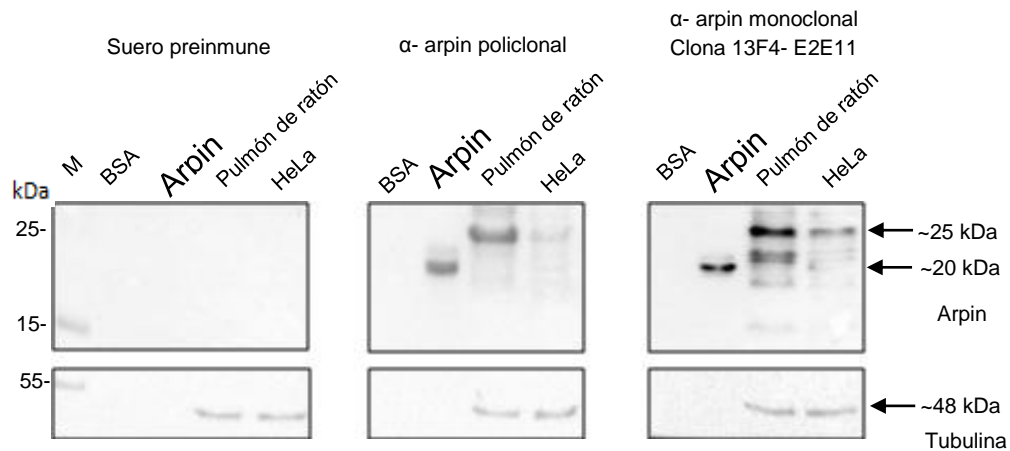 Suero preinmune
α- arpin policlonal
α- arpin monoclonal
Clona 13F4- E2E11
M
BSA
Arpin
Pulmón de ratón
HeLa
BSA
Arpin
Pulmón de ratón
HeLa
BSA
Arpin
Pulmón de ratón
HeLa
kDa
25-
15-
55-
~25 kDa
~20 kDa
Arpin
~48 kDa
Tubulina